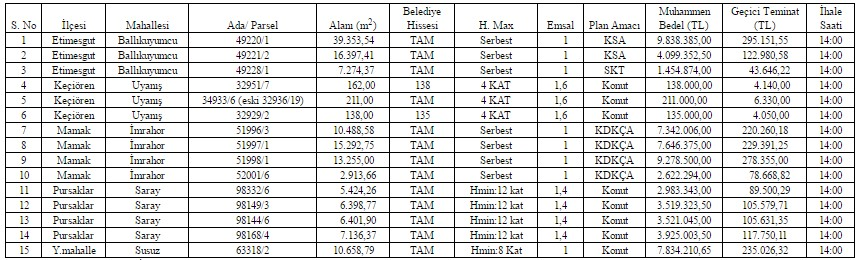 S. No İlçesi Mahallesi Ada/ Parsel Alanı (m²) Belediye Hissesi H. Max Emsal Plan Amacı Muhammen Bedel (TL) Geçici Teminat (TL) İhale Saati
1 Etimesgut Ballıkuyumcu 49220/1 39.353,54 TAM Serbest 1 KSA 9.838.385,00 295.151,55 14:00
2 Etimesgut Ballıkuyumcu 49221/2 16.397,41 TAM Serbest 1 KSA 4.099.352,50 122.980,58 14:00
3 Etimesgut Ballıkuyumcu 49228/1 7.274,37 TAM Serbest 1 SKT 1.454.874,00 43.646,22 14:00
4 Keçiören Uyanış 32951/7 162,00 138 4 KAT 1,6 Konut 138.000,00 4.140,00 14:00
5 Keçiören Uyanış 34933/6 (eski 32936/19) 211,00 TAM 4 KAT 1,6 Konut 211.000,00 6.330,00 14:00
6 Keçiören Uyanış 32929/2 138,00 135 4 KAT 1,6 Konut 135.000,00 4.050,00 14:00
7 Mamak İmrahor 51996/3 10.488,58 TAM Serbest 1 KDKÇA 7.342.006,00 220.260,18 14:00
8 Mamak İmrahor 51997/1 15.292,75 TAM Serbest 1 KDKÇA 7.646.375,00 229.391,25 14:00
9 Mamak İmrahor 51998/1 13.255,00 TAM Serbest 1 KDKÇA 9.278.500,00 278.355,00 14:00
10 Mamak İmrahor 52001/6 2.913,66 TAM Serbest 1 KDKÇA 2.622.294,00 78.668,82 14:00
11 Pursaklar Saray 98332/6 5.424,26 TAM Hmin:12 kat 1,4 Konut 2.983.343,00 89.500,29 14:00
12 Pursaklar Saray 98149/3 6.398,77 TAM Hmin:12 kat 1,4 Konut 3.519.323,50 105.579,71 14:00
13 Pursaklar Saray 98144/6 6.401,90 TAM Hmin:12 kat 1,4 Konut 3.521.045,00 105.631,35 14:00
14 Pursaklar Saray 98168/4 7.136,37 TAM Hmin:12 kat 1,4 Konut 3.925.003,50 117.750,11 14:00
15 Y.mahalle Susuz 63318/2 10.658,79 TAM Hmin:8 Kat 1 Konut 7.834.210,65 235.026,32 14:00